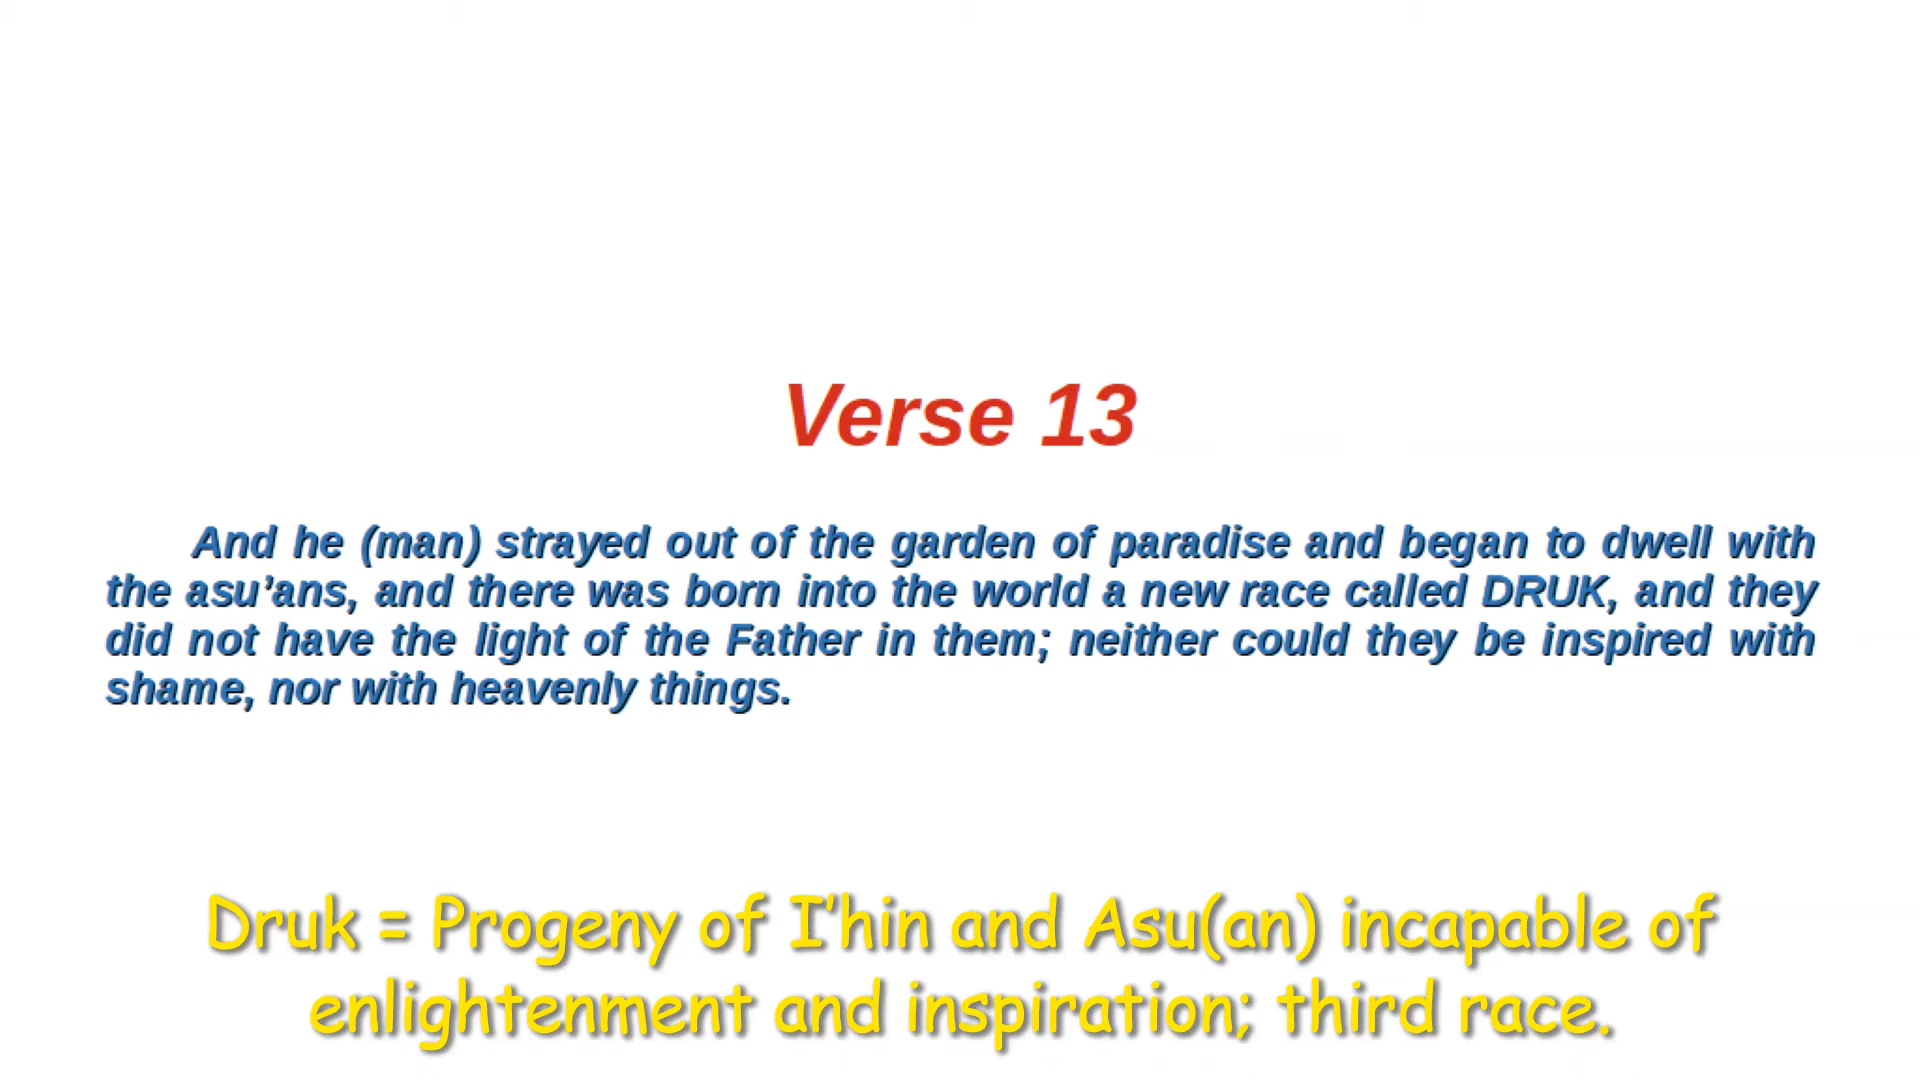 Verse 13
And he (man) strayed out of the garden of paradise and began to dwell with
the asu’ans, and there was born into the world a new race called DRUK, and they
did not have the light of the Father in them; neither could they be inspired with
shame, nor with heavenly things.
Druk = Progeny of I’hin and Asu(an) incapable of
enlightenment and inspiration; third race.